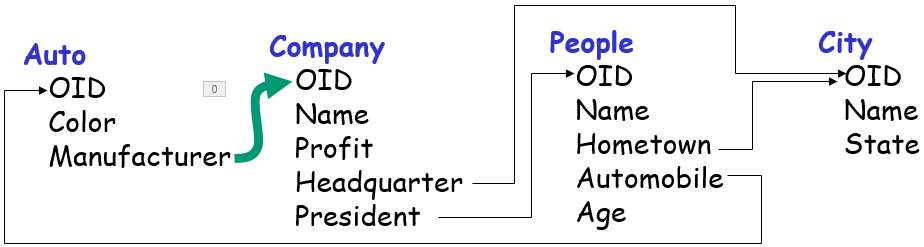 Auto
OID
Color
Manufacturer
0
Company
OID
Name
Profit
Headquarter
President
People
OID
Name
Hometown
Automobile
Age
City
OID
Name
State